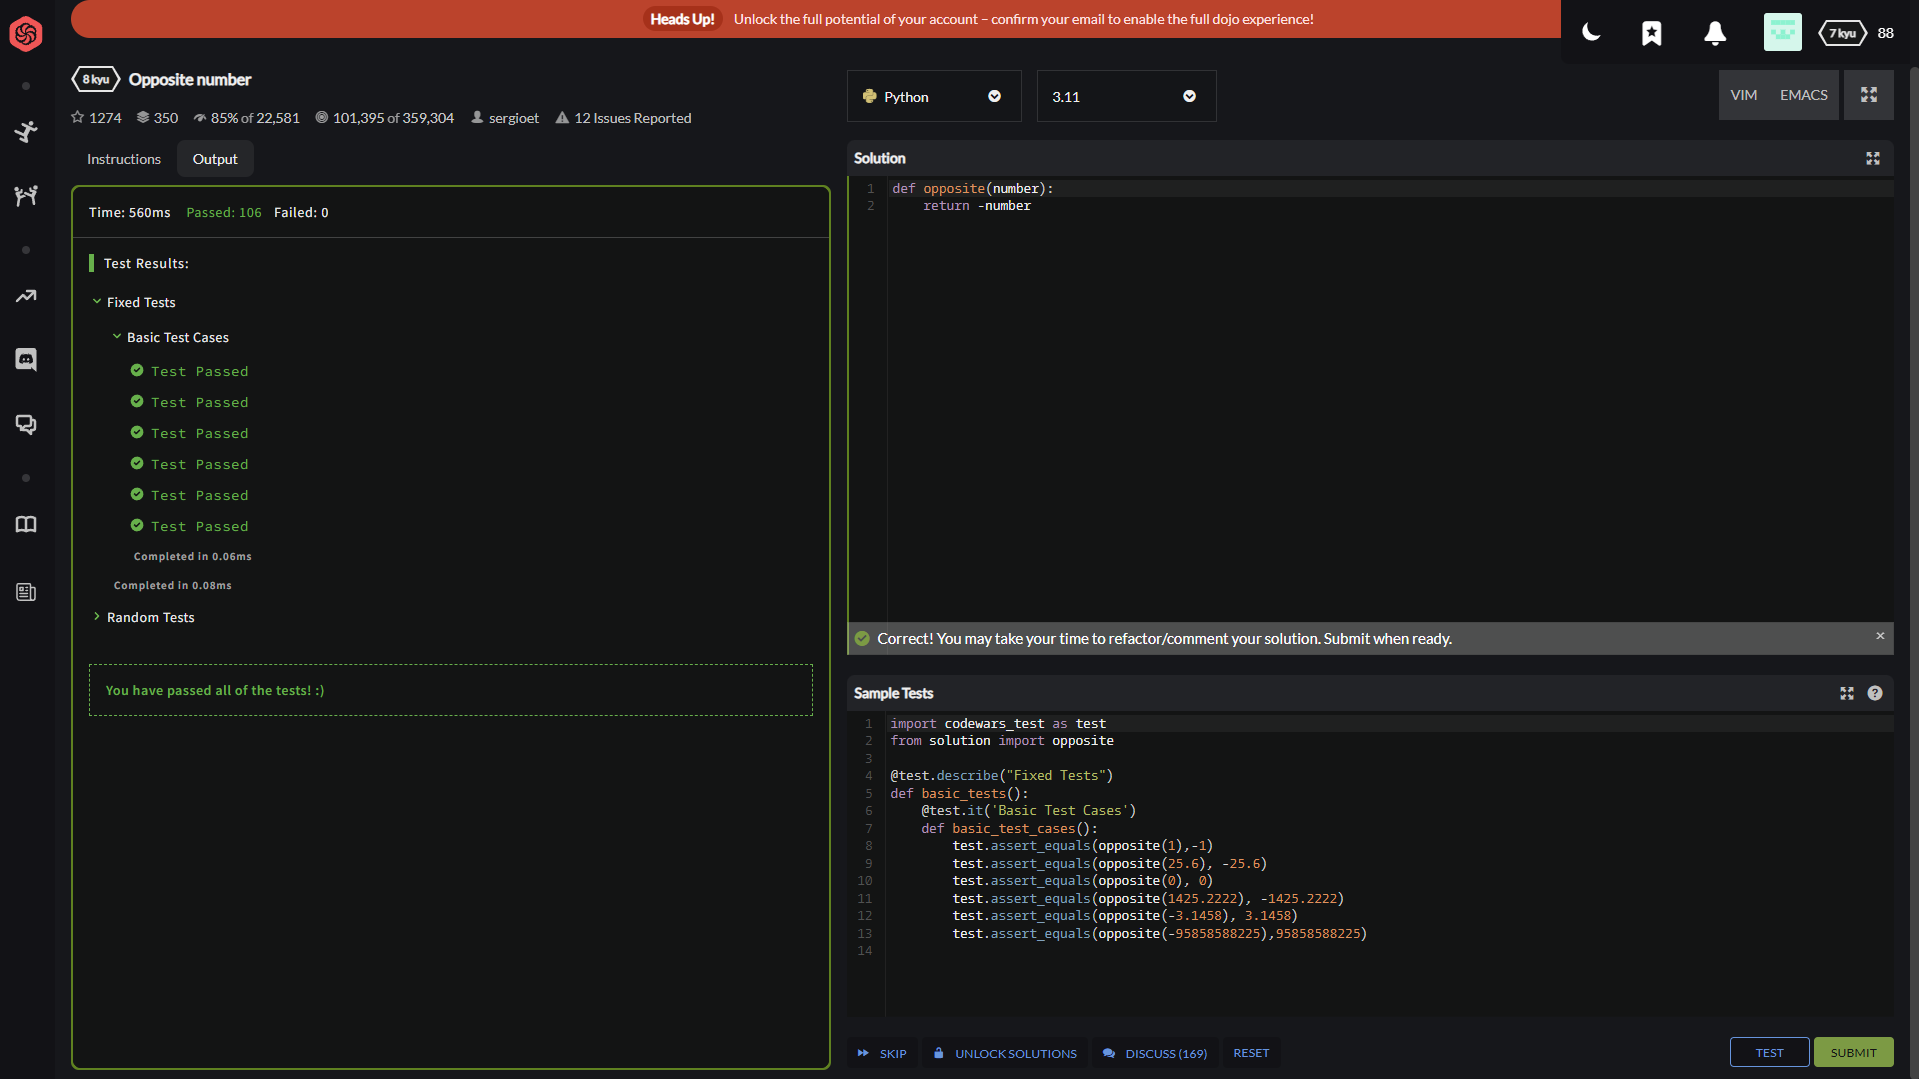 Heads Up! Unlock the full potential of your account – confirm your email to enable the full dojo experience!
7 kyu 88
8 kyu Opposite number
1274 350 85% of 22,581 101,395 of 359,304 sergioet 12 Issues Reported
Instructions Output
Time: 560ms Passed: 106 Failed: 0
Test Results:
Fixed Tests
Basic Test Cases
Test Passed
Test Passed
Test Passed
Test Passed
Test Passed
Test Passed
Completed in 0.06ms
Completed in 0.08ms
Random Tests
You have passed all of the tests! :)
Python 3.11 VIM EMACS
Solution
1 def opposite(number):
2     return -number
Correct! You may take your time to refactor/comment your solution. Submit when ready. ×
Sample Tests ?
1 import codewars_test as test
2 from solution import opposite
3
4 @test.describe("Fixed Tests")
5 def basic_tests():
6     @test.it('Basic Test Cases')
7     def basic_test_cases():
8         test.assert_equals(opposite(1),-1)
9         test.assert_equals(opposite(25.6), -25.6)
10         test.assert_equals(opposite(0), 0)
11         test.assert_equals(opposite(1425.2222), -1425.2222)
12         test.assert_equals(opposite(-3.1458), 3.1458)
13         test.assert_equals(opposite(-95858588225),95858588225)
14
SKIP UNLOCK SOLUTIONS DISCUSS (169) RESET TEST SUBMIT